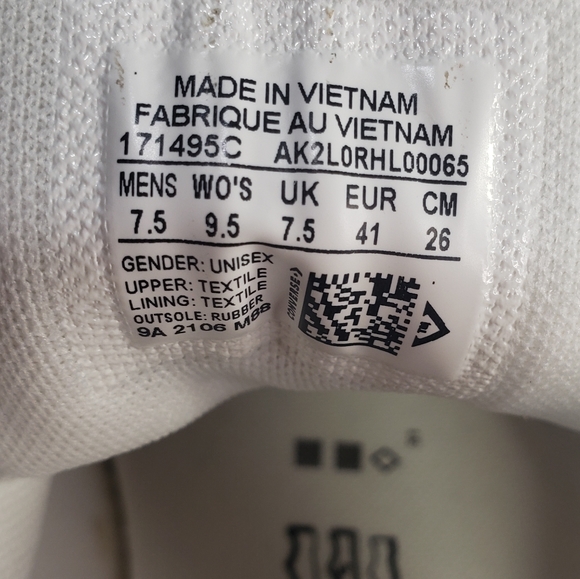 MADE IN VIETNAM
FABRIQUE AU VIETNAM
171495C AK2L0RHL00065
MENS WO'S UK EUR CM
7.5 9.5 7.5 41 26
GENDER: UNISEX
UPPER: TEXTILE
LINING: TEXTILE
OUTSOLE: RUBBER
9A 2106 M88
CONVERSE